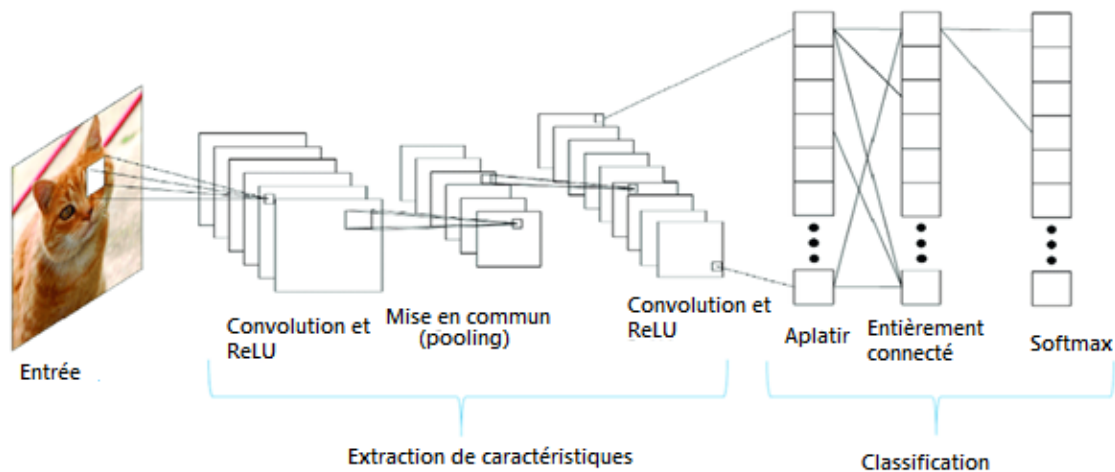 Entrée
Convolution et
ReLU
Mise en commun
(pooling)
Convolution et
ReLU
Aplatir
Entièrement
connecté
Softmax
Extraction de caractéristiques
Classification